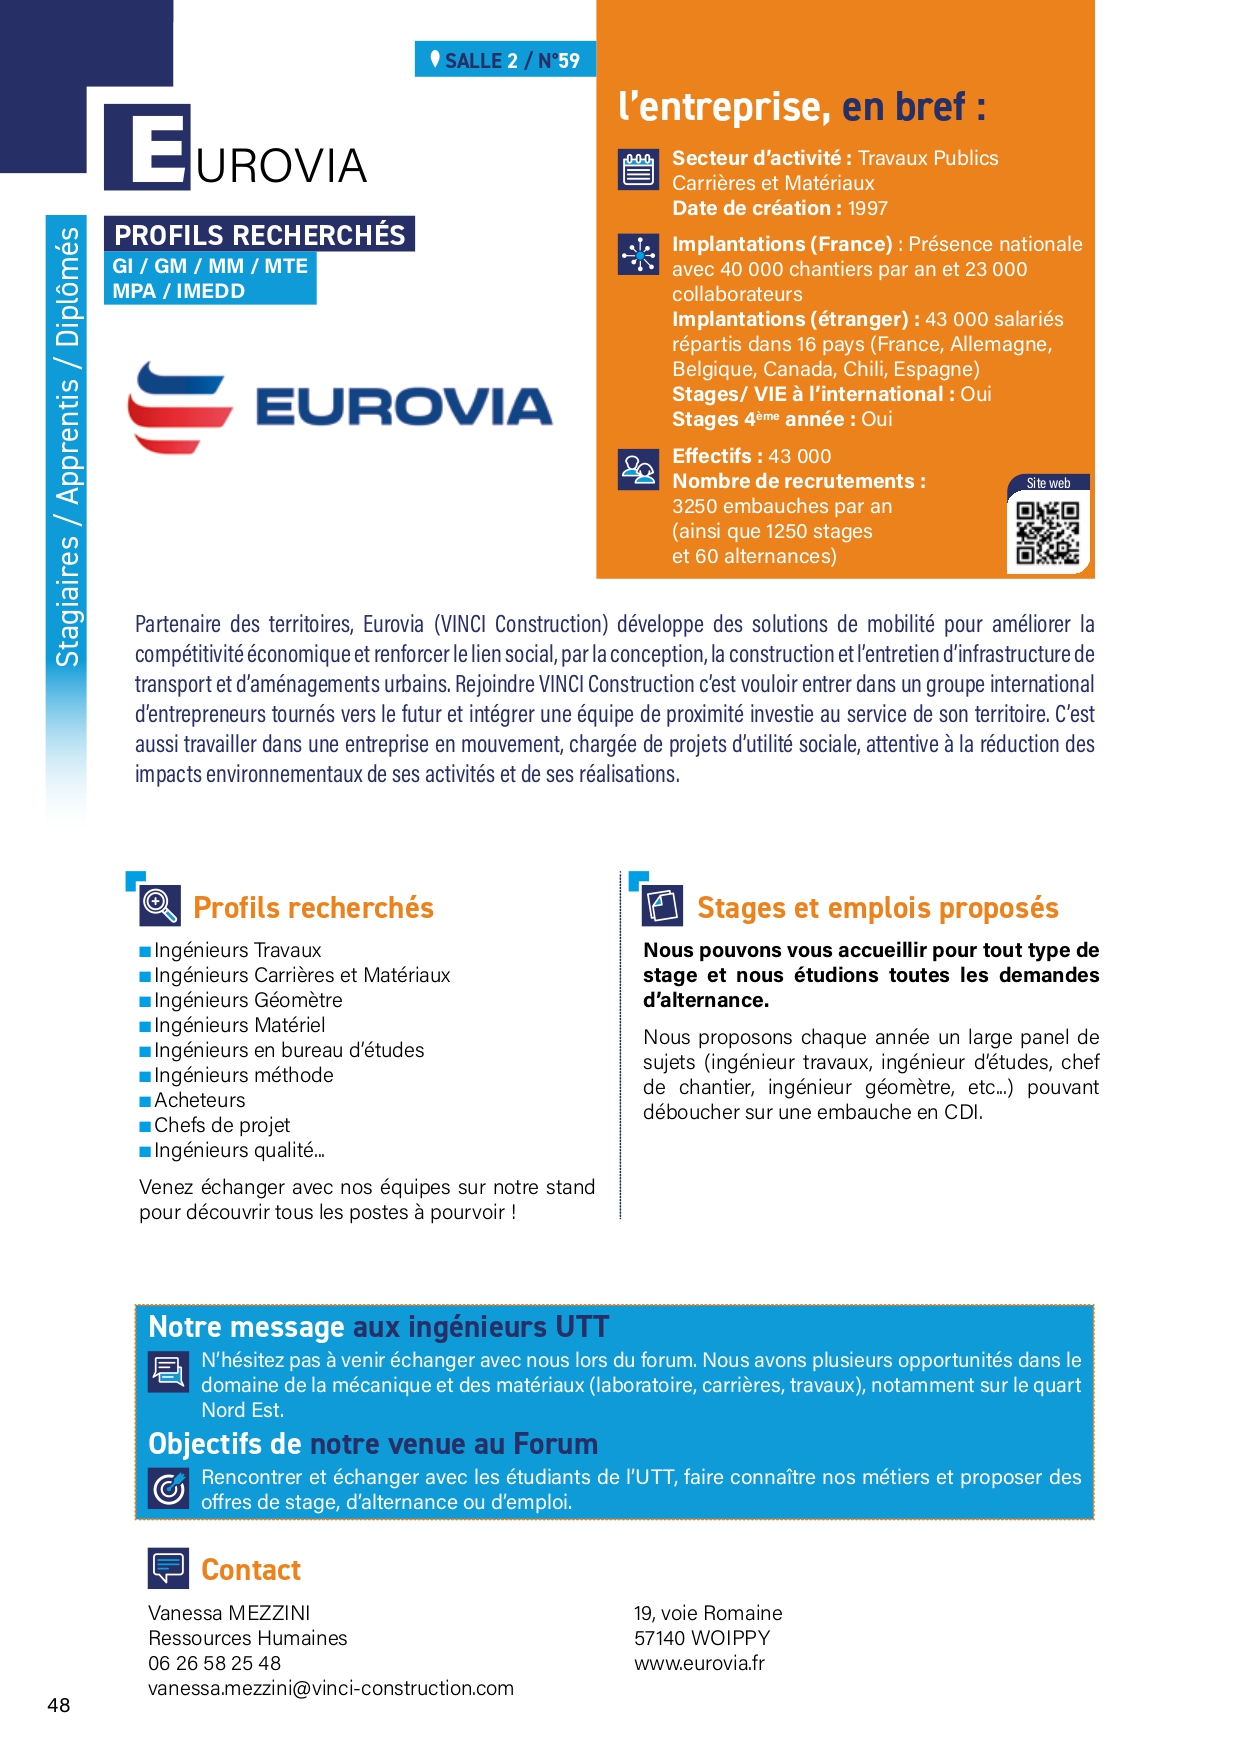 SALLE 2 / N°59
EUROVIA
PROFILS RECHERCHÉS
GI / GM / MM / MTE
MPA / IMEDD
Stagiaires / Apprentis / Diplômés
EUROVIA
l’entreprise, en bref :
Secteur d’activité : Travaux Publics
Carrières et Matériaux
Date de création : 1997
Implantations (France) : Présence nationale
avec 40 000 chantiers par an et 23 000
collaborateurs
Implantations (étranger) : 43 000 salariés
répartis dans 16 pays (France, Allemagne,
Belgique, Canada, Chili, Espagne)
Stages/ VIE à l’international : Oui
Stages 4ème année : Oui
Effectifs : 43 000
Nombre de recrutements :
3250 embauches par an
(ainsi que 1250 stages
et 60 alternances)
Site web
Partenaire des territoires, Eurovia (VINCI Construction) développe des solutions de mobilité pour améliorer la
compétitivité économique et renforcer le lien social, par la conception, la construction et l’entretien d’infrastructure de
transport et d’aménagements urbains. Rejoindre VINCI Construction c’est vouloir entrer dans un groupe international
d’entrepreneurs tournés vers le futur et intégrer une équipe de proximité investie au service de son territoire. C’est
aussi travailler dans une entreprise en mouvement, chargée de projets d’utilité sociale, attentive à la réduction des
impacts environnementaux de ses activités et de ses réalisations.
Profils recherchés
Ingénieurs Travaux
Ingénieurs Carrières et Matériaux
Ingénieurs Géomètre
Ingénieurs Matériel
Ingénieurs en bureau d’études
Ingénieurs méthode
Acheteurs
Chefs de projet
Ingénieurs qualité...
Venez échanger avec nos équipes sur notre stand
pour découvrir tous les postes à pourvoir !
Stages et emplois proposés
Nous pouvons vous accueillir pour tout type de
stage et nous étudions toutes les demandes
d’alternance.
Nous proposons chaque année un large panel de
sujets (ingénieur travaux, ingénieur d’études, chef
de chantier, ingénieur géomètre, etc...) pouvant
déboucher sur une embauche en CDI.
Notre message aux ingénieurs UTT
N’hésitez pas à venir échanger avec nous lors du forum. Nous avons plusieurs opportunités dans le
domaine de la mécanique et des matériaux (laboratoire, carrières, travaux), notamment sur le quart
Nord Est.
Objectifs de notre venue au Forum
Rencontrer et échanger avec les étudiants de l’UTT, faire connaître nos métiers et proposer des
offres de stage, d’alternance ou d’emploi.
Contact
Vanessa MEZZINI
Ressources Humaines
06 26 58 25 48
vanessa.mezzini@vinci-construction.com
19, voie Romaine
57140 WOIPPY
www.eurovia.fr
48